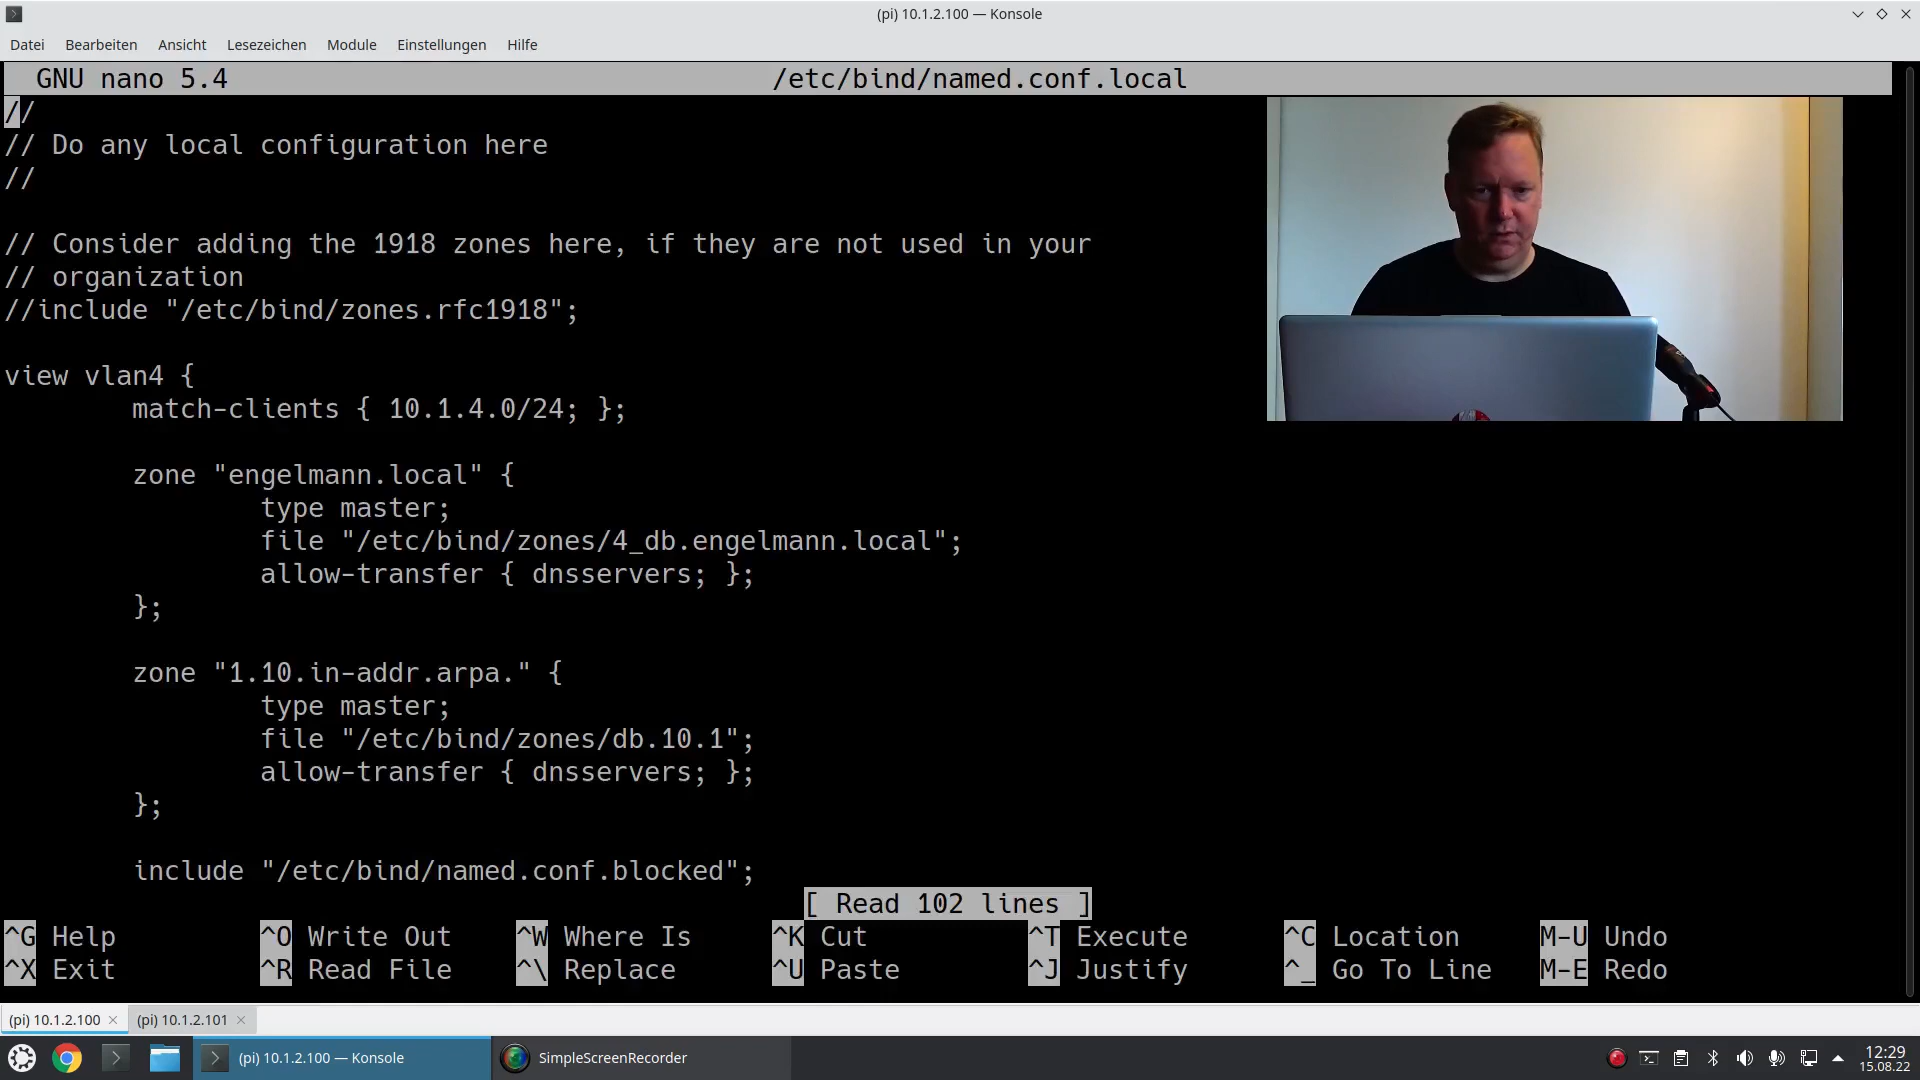 (pi) 10.1.2.100 — Konsole
Datei Bearbeiten Ansicht Lesezeichen Module Einstellungen Hilfe
GNU nano 5.4 /etc/bind/named.conf.local
//
// Do any local configuration here
//
// Consider adding the 1918 zones here, if they are not used in your
// organization
//include "/etc/bind/zones.rfc1918";
view vlan4 {
match-clients { 10.1.4.0/24; };
zone "engelmann.local" {
type master;
file "/etc/bind/zones/4_db.engelmann.local";
allow-transfer { dnsservers; };
};
zone "1.10.in-addr.arpa." {
type master;
file "/etc/bind/zones/db.10.1";
allow-transfer { dnsservers; };
};
include "/etc/bind/named.conf.blocked";
[ Read 102 lines ]
^G Help ^O Write Out ^W Where Is ^K Cut ^T Execute ^C Location M-U Undo
^X Exit ^R Read File ^\ Replace ^U Paste ^J Justify ^_ Go To Line M-E Redo
(pi) 10.1.2.100 (pi) 10.1.2.101
(pi) 10.1.2.100 — Konsole SimpleScreenRecorder 12:29
15.08.22